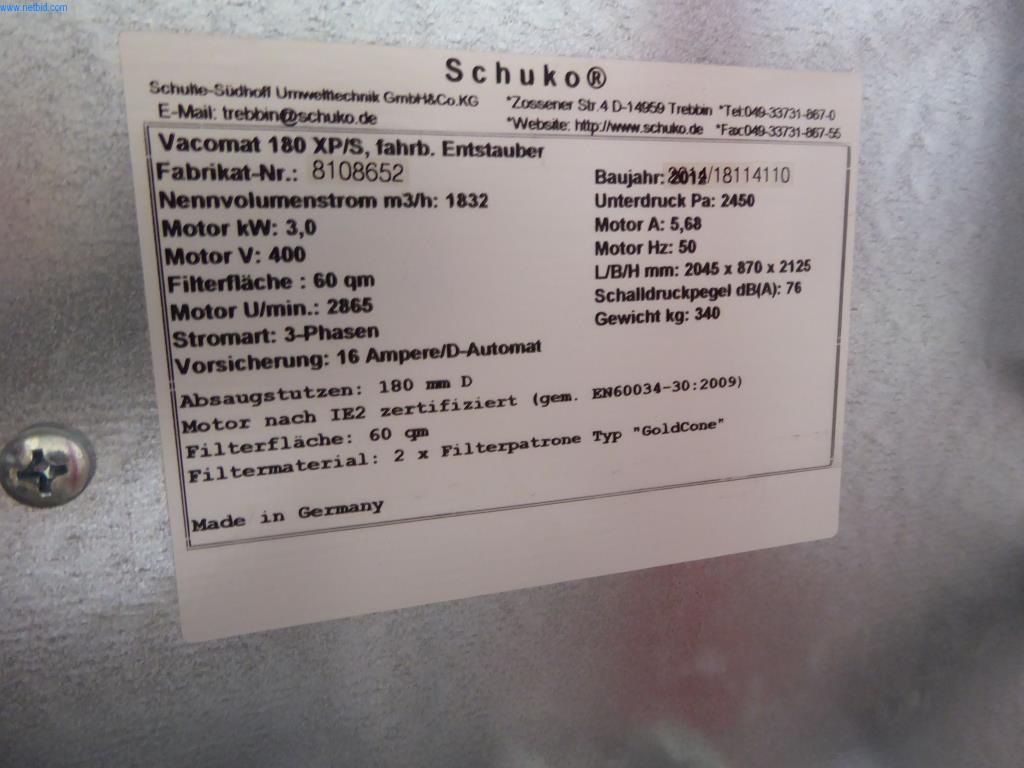 www.netbid.com
Schuko®
Schulte-Südhoff Umwelttechnik GmbH&Co.KG *Zossener Str.4 D-14959 Trebbin *Tel:049-33731-867-0
E-Mail: trebbin@schuko.de *Website: http://www.schuko.de *Fax:049-33731-867-55
Vacomat 180 XP/S, fahrb. Entstauber
Fabrikat-Nr.: 8108652 Baujahr: /18114110
Nennvolumenstrom m3/h: 1832 Unterdruck Pa: 2450
Motor kW: 3,0 Motor A: 5,68
Motor V: 400 Motor Hz: 50
Filterfläche : 60 qm L/B/H mm: 2045 x 870 x 2125
Motor U/min.: 2865 Schalldruckpegel dB(A): 76
Stromart: 3-Phasen Gewicht kg: 340
Vorsicherung: 16 Ampere/D-Automat
Absaugstutzen: 180 mm D
Motor nach IE2 zertifiziert (gem. EN60034-30:2009)
Filterfläche: 60 qm
Filtermaterial: 2 x Filterpatrone Typ "GoldCone"
Made in Germany